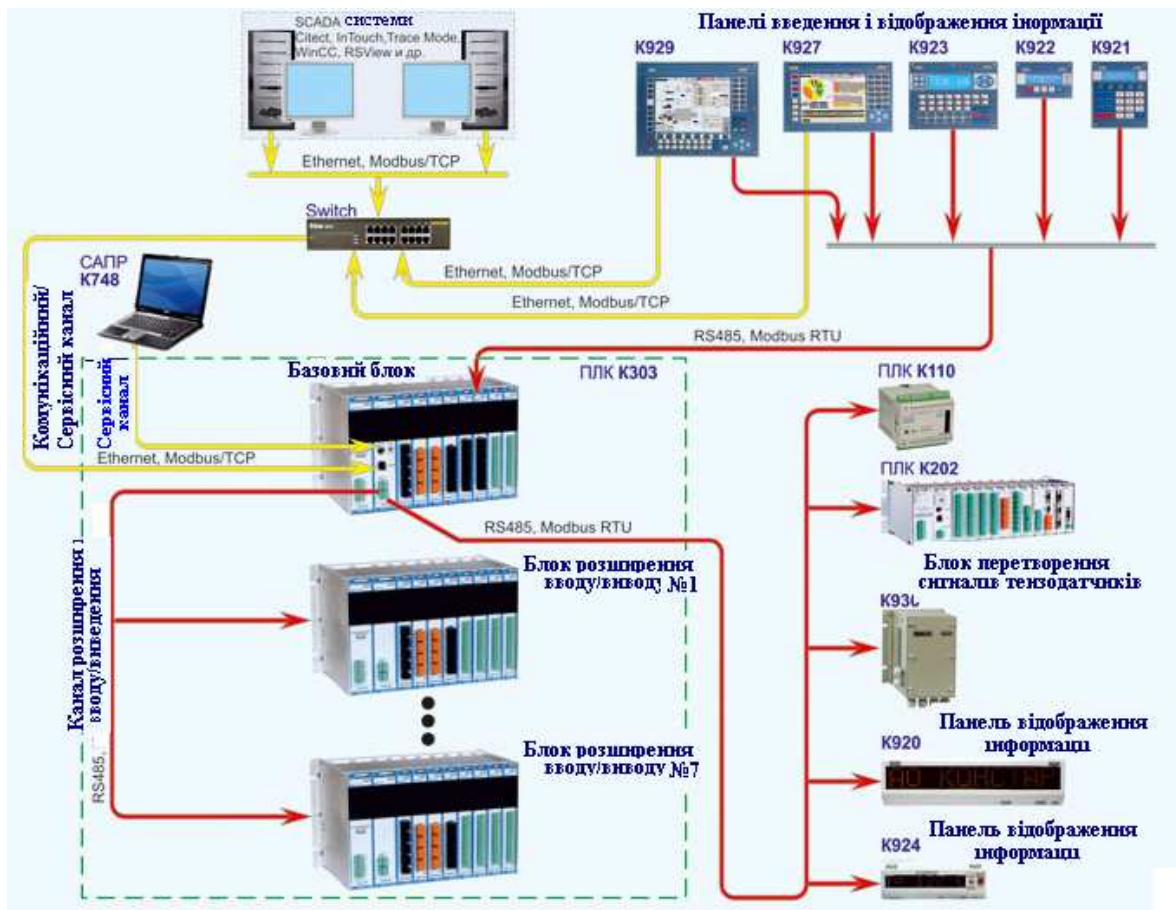 SCADA системи
Citect, InTouch,Trace Mode,
WinCC, RSView и др.
Панелі введення і відображення інормації
K929
K927
K923
K922
K921
Ethernet, Modbus/TCP
Switch
САПР
K748
Ethernet, Modbus/TCP
Ethernet, Modbus/TCP
RS485, Modbus RTU
Комунікаційний/
Сервісний канал
Сервісний
канал
Базовий блок
ПЛК K303
ПЛК K110
Ethernet, Modbus/TCP
ПЛК K202
RS485, Modbus RTU
Блок розширення
вводу/виводу №1
Блок перетворення
сигналів тензодатчиків
Канал розширення
вводу/виведення
RS485,
Панель відображення
інформації
K920
Блок розширення
вводу/виводу №7
Панель відображення
інформації
K924